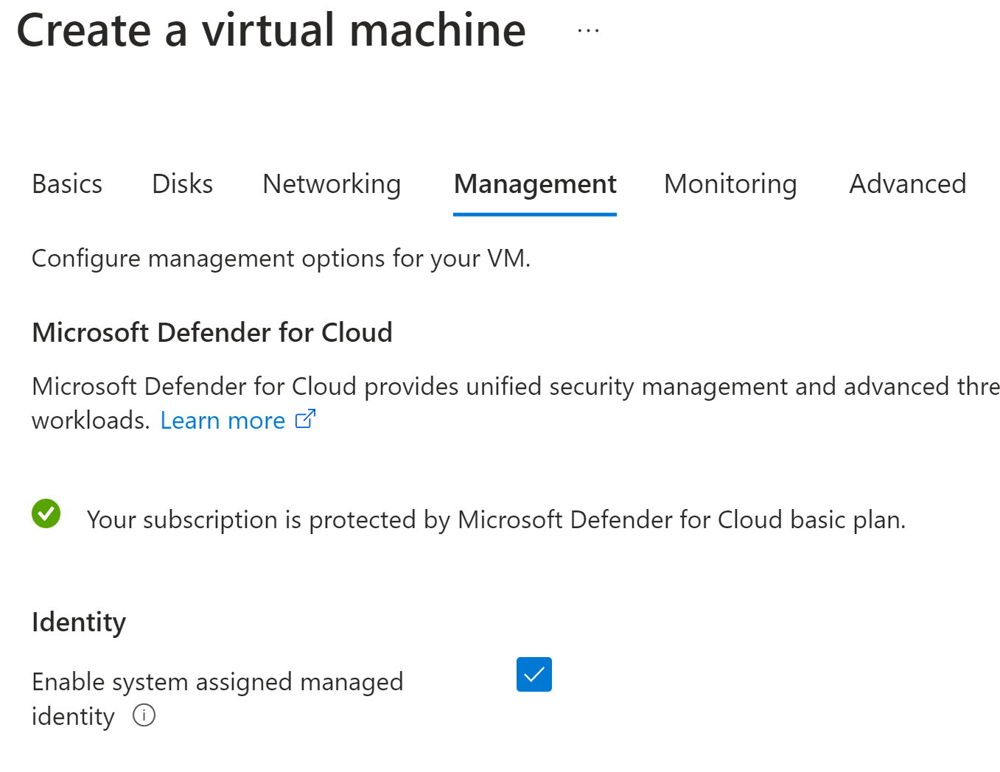 Create a virtual machine ...
Basics Disks Networking Management Monitoring Advanced
Configure management options for your VM.
Microsoft Defender for Cloud
Microsoft Defender for Cloud provides unified security management and advanced thre
workloads. Learn more
Your subscription is protected by Microsoft Defender for Cloud basic plan.
Identity
Enable system assigned managed
identity